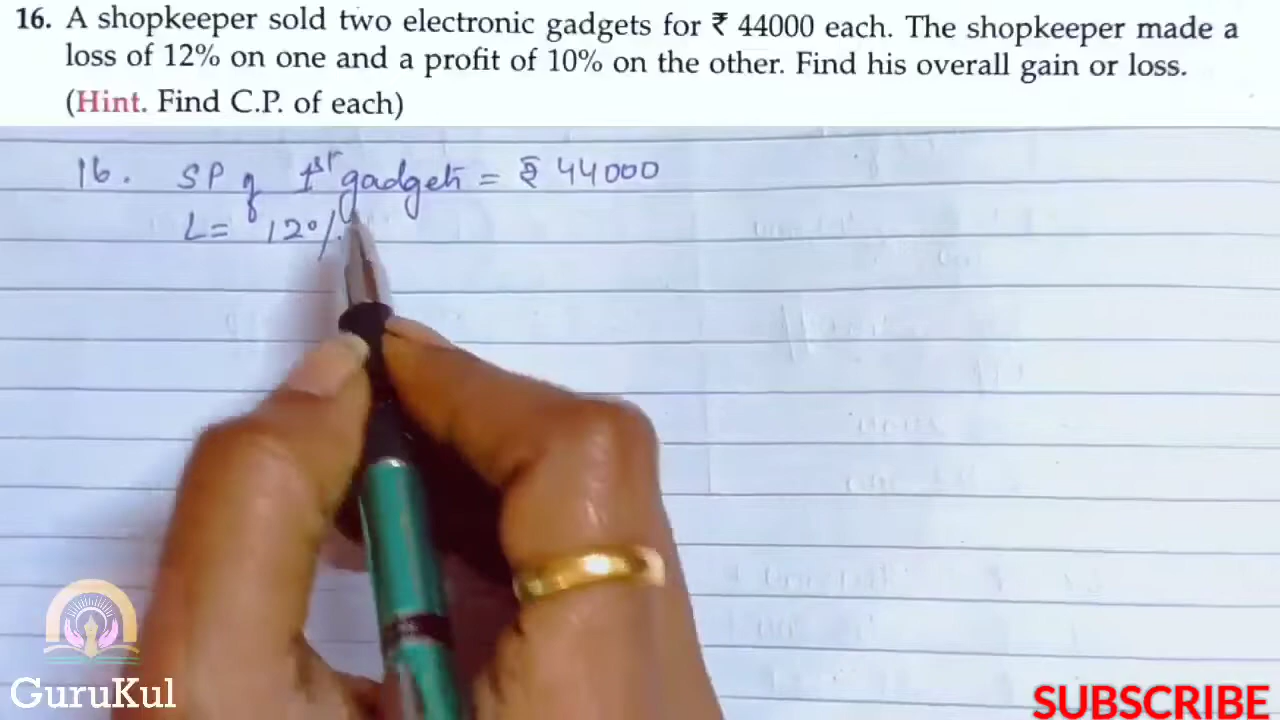 16. A shopkeeper sold two electronic gadgets for ₹ 44000 each. The shopkeeper made a
loss of 12% on one and a profit of 10% on the other. Find his overall gain or loss.
(Hint. Find C.P. of each)
16. SP of 1st gadgets = ₹ 44000
L = 12%
GuruKul
SUBSCRIBE